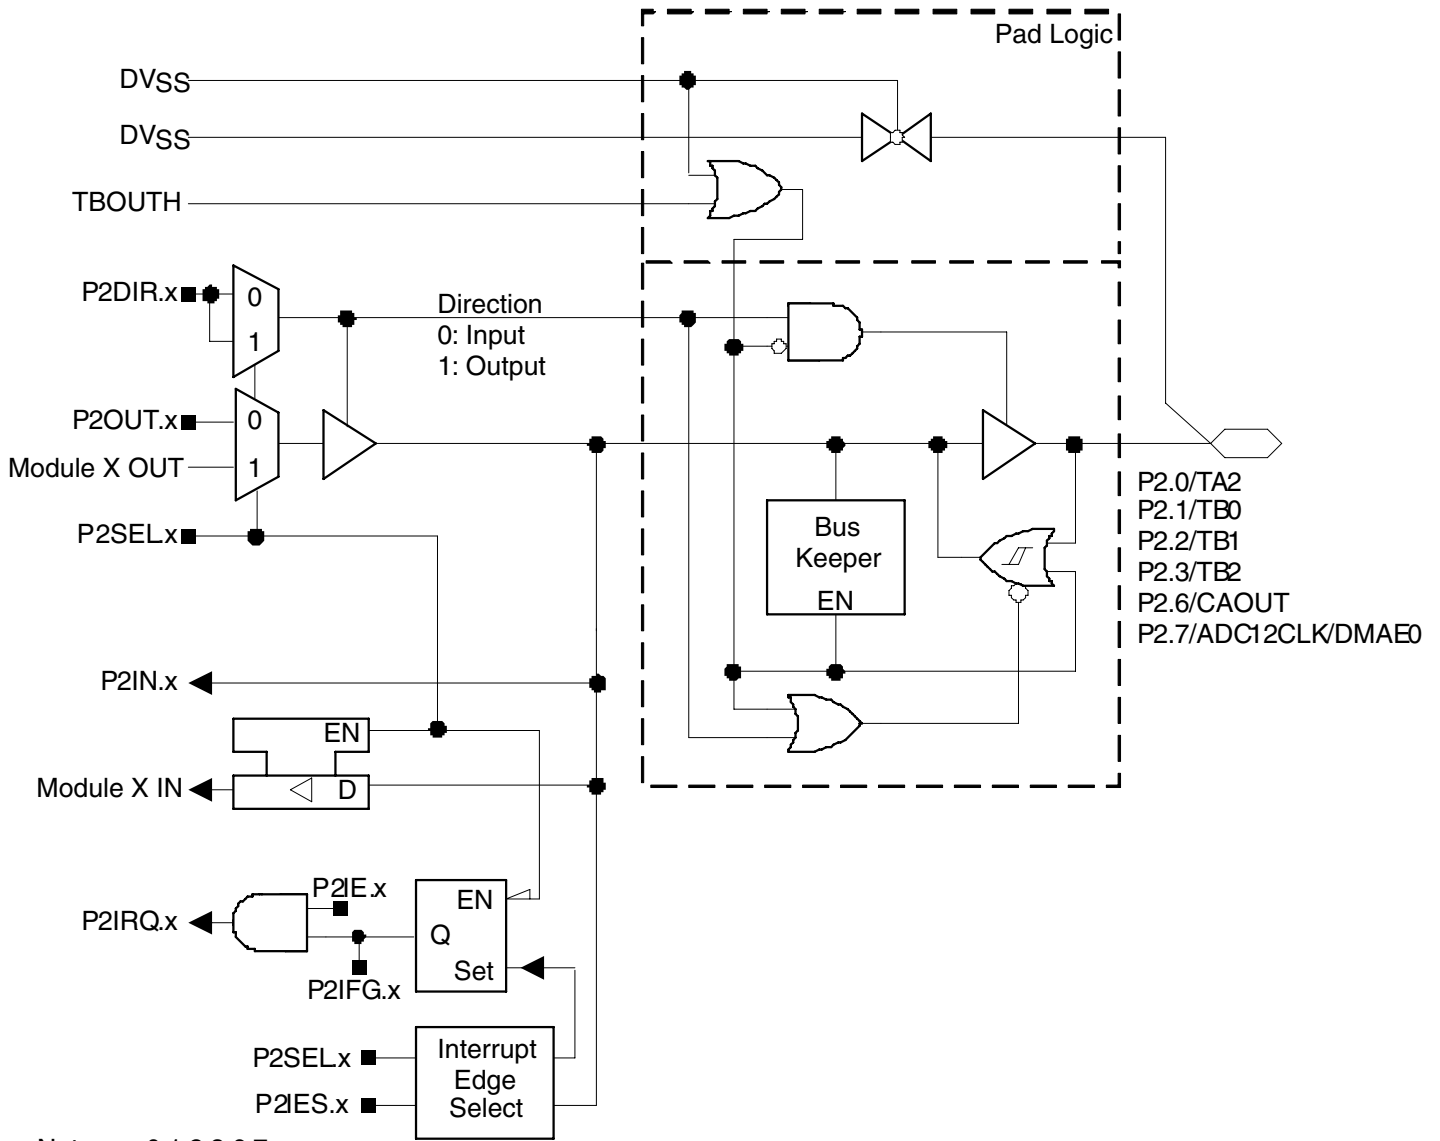 Pad Logic
DVSS
DVSS
TBOUTH
P2DIR.x
0
1
Direction
0: Input
1: Output
P2OUT.x
0
Module X OUT
1
P2SEL.x
Bus
Keeper
EN
P2.0/TA2
P2.1/TB0
P2.2/TB1
P2.3/TB2
P2.6/CAOUT
P2.7/ADC12CLK/DMAE0
P2IN.x
EN
Module X IN
D
P2IE.x
P2IRQ.x
EN
Q
Set
P2IFG.x
P2SEL.x
P2IES.x
Interrupt
Edge
Select